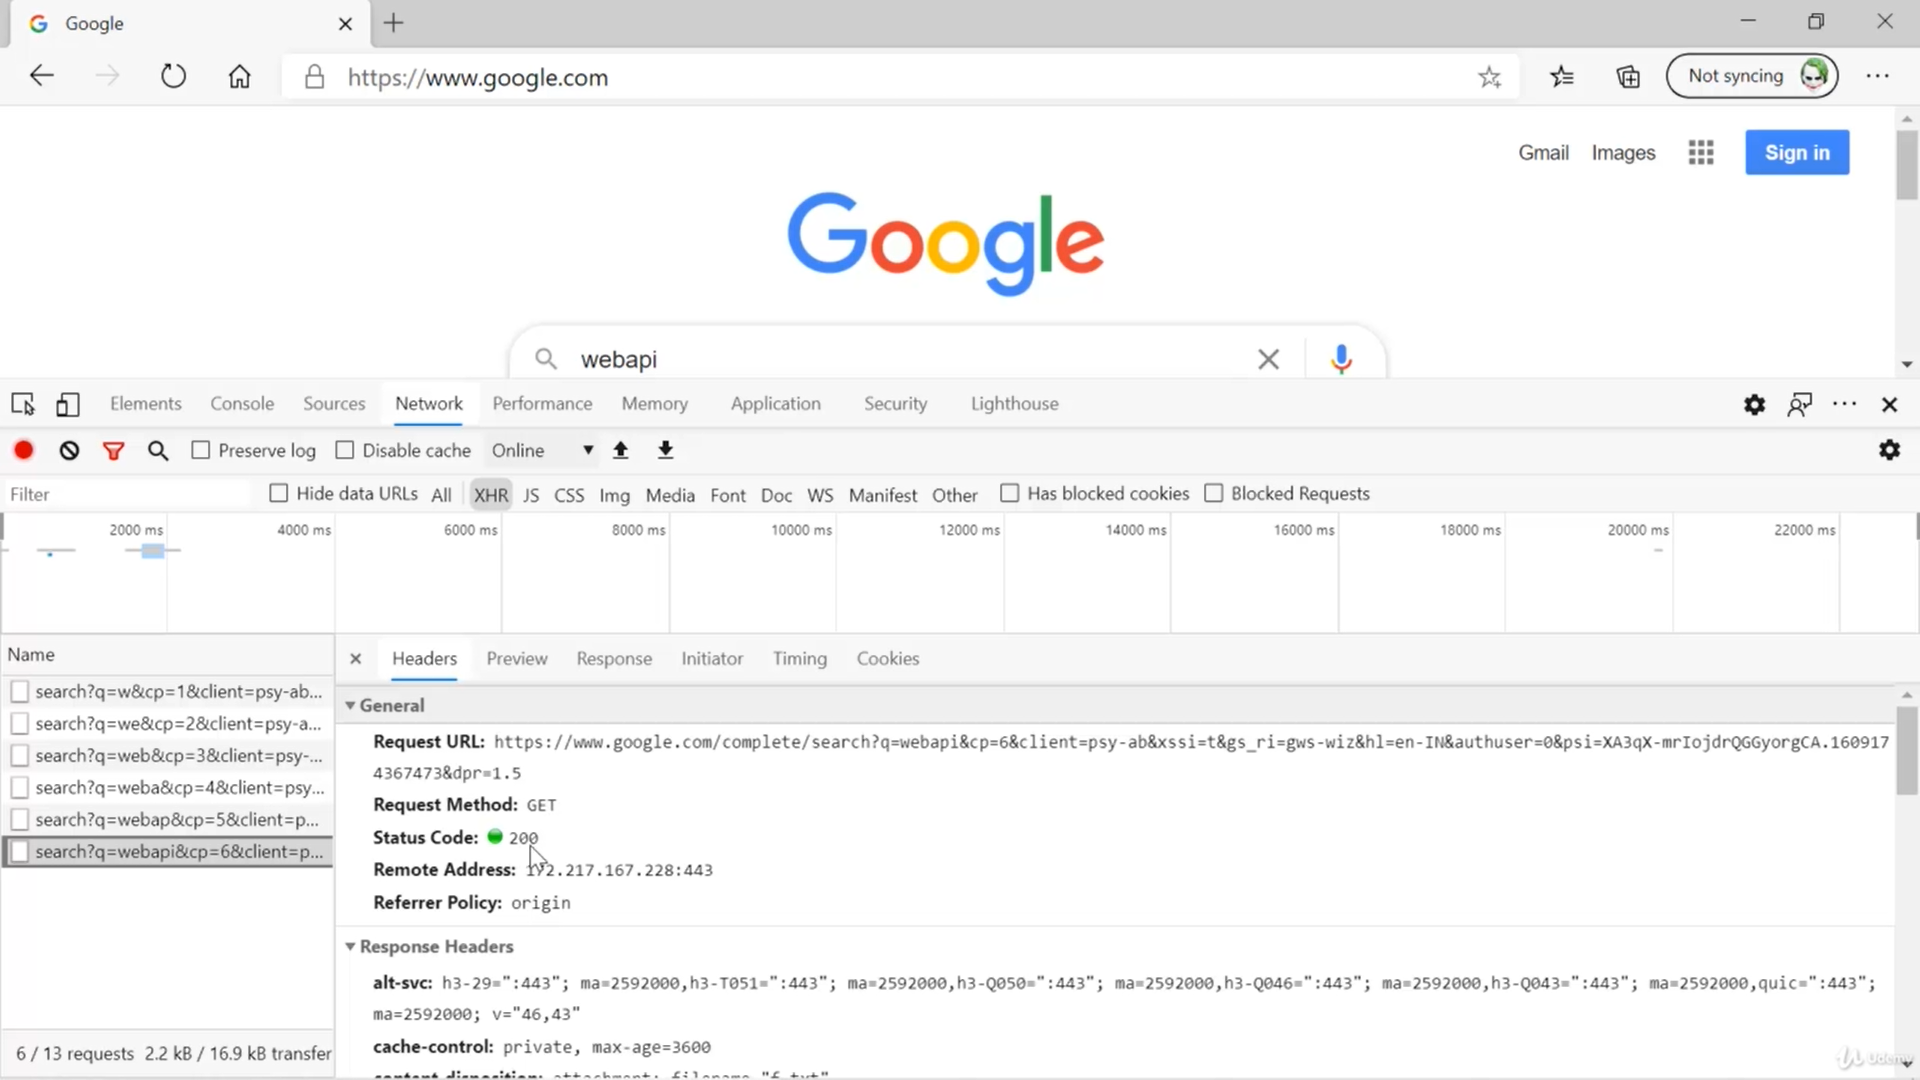 Google
https://www.google.com
Not syncing
Gmail Images Sign in
Google
webapi
Elements Console Sources Network Performance Memory Application Security Lighthouse
Preserve log Disable cache Online
Filter Hide data URLs All XHR JS CSS Img Media Font Doc WS Manifest Other Has blocked cookies Blocked Requests
2000 ms 4000 ms 6000 ms 8000 ms 10000 ms 12000 ms 14000 ms 16000 ms 18000 ms 20000 ms 22000 ms
Name
search?q=w&cp=1&client=psy-ab...
search?q=we&cp=2&client=psy-a...
search?q=web&cp=3&client=psy-...
search?q=weba&cp=4&client=psy...
search?q=webap&cp=5&client=p...
search?q=webapi&cp=6&client=p...
6 / 13 requests 2.2 kB / 16.9 kB transfer
Headers Preview Response Initiator Timing Cookies
General
Request URL: https://www.google.com/complete/search?q=webapi&cp=6&client=psy-ab&xssi=t&gs_ri=gws-wiz&hl=en-IN&authuser=0&psi=XA3qX-mrIojdrQGGyorgCA.160917
4367473&dpr=1.5
Request Method: GET
Status Code: 200
Remote Address: 172.217.167.228:443
Referrer Policy: origin
Response Headers
alt-svc: h3-29=":443"; ma=2592000,h3-T051=":443"; ma=2592000,h3-Q050=":443"; ma=2592000,h3-Q046=":443"; ma=2592000,h3-Q043=":443"; ma=2592000,quic=":443";
ma=2592000; v="46,43"
cache-control: private, max-age=3600
content-disposition: attachment; filename="f.txt"
Udemy